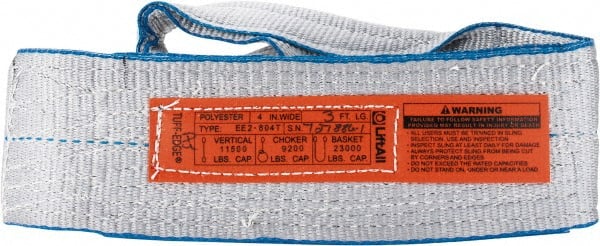 TUFF-EDGE®
POLYESTER 4 IN.WIDE 3 FT. LG.
TYPE: EE2-804T S.N.
VERTICAL CHOKER BASKET
11500 9200 23000
LBS. CAP. LBS. CAP. LBS. CAP.
LIFTALL
WARNING
FAILURE TO FOLLOW SAFETY INFORMATION
PROVIDED MAY RESULT IN INJURY OR DEATH
• ALL USERS MUST BE TRAINED IN SLING
SELECTION, USE AND INSPECTION
• INSPECT SLING AT LEAST DAILY FOR DAMAGE
• ALWAYS PROTECT SLING FROM BEING CUT
BY CORNERS AND EDGES
• DO NOT EXCEED THE RATED CAPACITIES
• DO NOT STAND ON, UNDER OR NEAR A LOAD